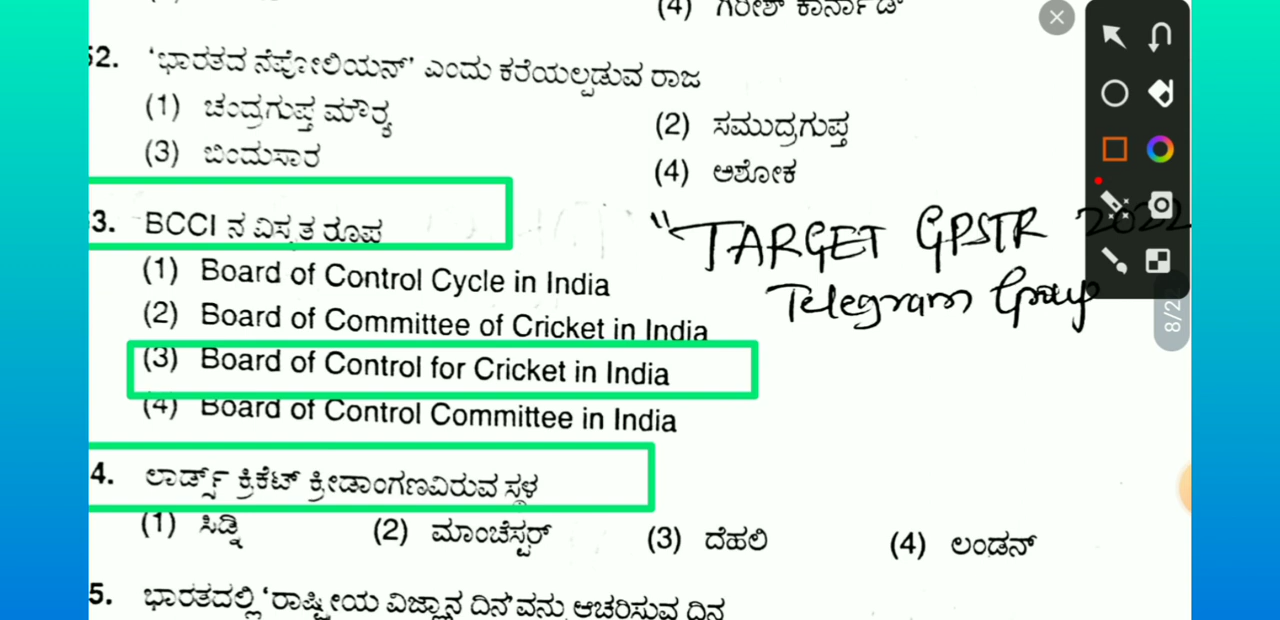 (4) ಗಿರೀಶ್ ಕಾರ್ನಾಡ್
52. 'ಭಾರತದ ನೆಪೋಲಿಯನ್' ಎಂದು ಕರೆಯಲ್ಪಡುವ ರಾಜ
(1) ಚಂದ್ರಗುಪ್ತ ಮೌರ್ಯ
(2) ಸಮುದ್ರಗುಪ್ತ
(3) ಬಿಂದುಸಾರ
(4) ಅಶೋಕ
3. BCCI ನ ವಿಸ್ತೃತ ರೂಪ
"TARGET GPSTR 2022
Telegram Group
(1) Board of Control Cycle in India
(2) Board of Committee of Cricket in India
(3) Board of Control for Cricket in India
(4) Board of Control Committee in India
8/2
4. ಲಾರ್ಡ್ಸ್ ಕ್ರಿಕೆಟ್ ಕ್ರೀಡಾಂಗಣವಿರುವ ಸ್ಥಳ
(1) ಸಿಡ್ನಿ (2) ಮಾಂಚೆಸ್ಟರ್ (3) ದೆಹಲಿ (4) ಲಂಡನ್
5. ಭಾರತದಲ್ಲಿ 'ರಾಷ್ಟ್ರೀಯ ವಿಜ್ಞಾನ ದಿನ'ವನ್ನು ಆಚರಿಸುವ ದಿನ